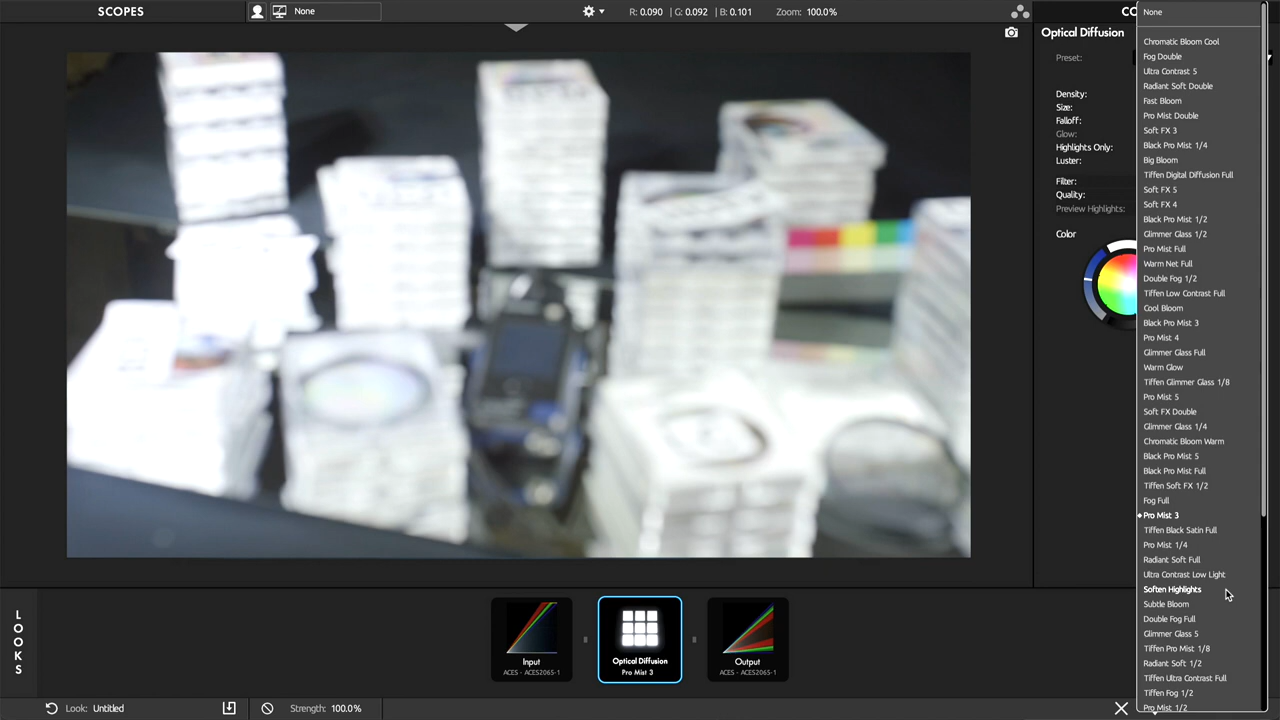 SCOPES
None
R: 0.090 | G: 0.092 | B: 0.101
Zoom: 100.0%
CO
Optical Diffusion
Preset:
Density:
Size:
Falloff:
Glow:
Highlights Only:
Luster:
Filter:
Quality:
Preview Highlights:
Color
None
Chromatic Bloom Cool
Fog Double
Ultra Contrast 5
Radiant Soft Double
Fast Bloom
Pro Mist Double
Soft FX 3
Black Pro Mist 1/4
Big Bloom
Tiffen Digital Diffusion Full
Soft FX 5
Soft FX 4
Black Pro Mist 1/2
Glimmer Glass 1/2
Pro Mist Full
Warm Net Full
Double Fog 1/2
Tiffen Low Contrast Full
Cool Bloom
Black Pro Mist 3
Pro Mist 4
Glimmer Glass Full
Warm Glow
Tiffen Glimmer Glass 1/8
Pro Mist 5
Soft FX Double
Glimmer Glass 1/4
Chromatic Bloom Warm
Black Pro Mist 5
Black Pro Mist Full
Tiffen Soft FX 1/2
Fog Full
Pro Mist 3
Tiffen Black Satin Full
Pro Mist 1/4
Radiant Soft Full
Ultra Contrast Low Light
Soften Highlights
Subtle Bloom
Double Fog Full
Glimmer Glass 5
Tiffen Pro Mist 1/8
Radiant Soft 1/2
Tiffen Ultra Contrast Full
Tiffen Fog 1/2
Pro Mist 1/2
LOOKS
Input
ACES - ACES2065-1
Optical Diffusion
Pro Mist 3
Output
ACES - ACES2065-1
Look: Untitled
Strength: 100.0%